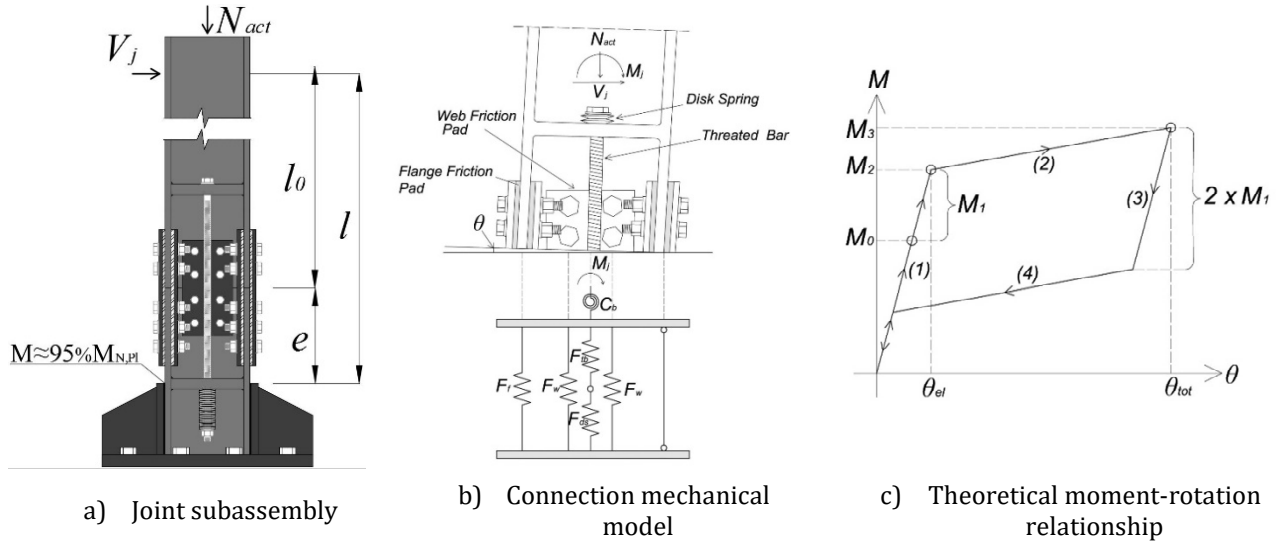 N_act
V_j
l_0
l
e
M≈95%M_N,Pl
a) Joint subassembly
N_act
M_j
V_j
Disk Spring
Web Friction
Pad
Threated Bar
Flange Friction
Pad
θ
M_j
C_b
F_tb
F_f
F_w
F_w
F_ds
b) Connection mechanical
model
M
M_3
M_2
(2)
(3)
M_1
2 x M_1
M_0
(1)
(4)
θ_el
θ_tot
θ
c) Theoretical moment-rotation
relationship